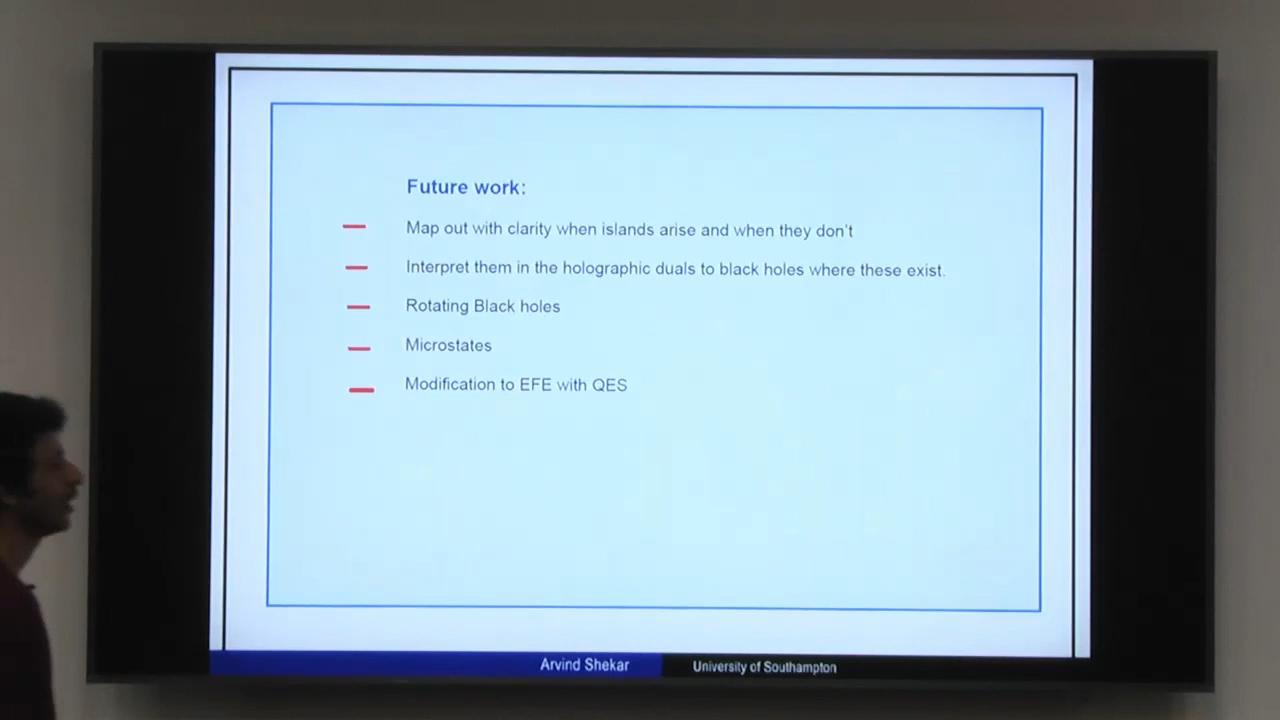 Future work:
Map out with clarity when islands arise and when they don't
Interpret them in the holographic duals to black holes where these exist.
Rotating Black holes
Microstates
Modification to EFE with QES
Arvind Shekar
University of Southampton